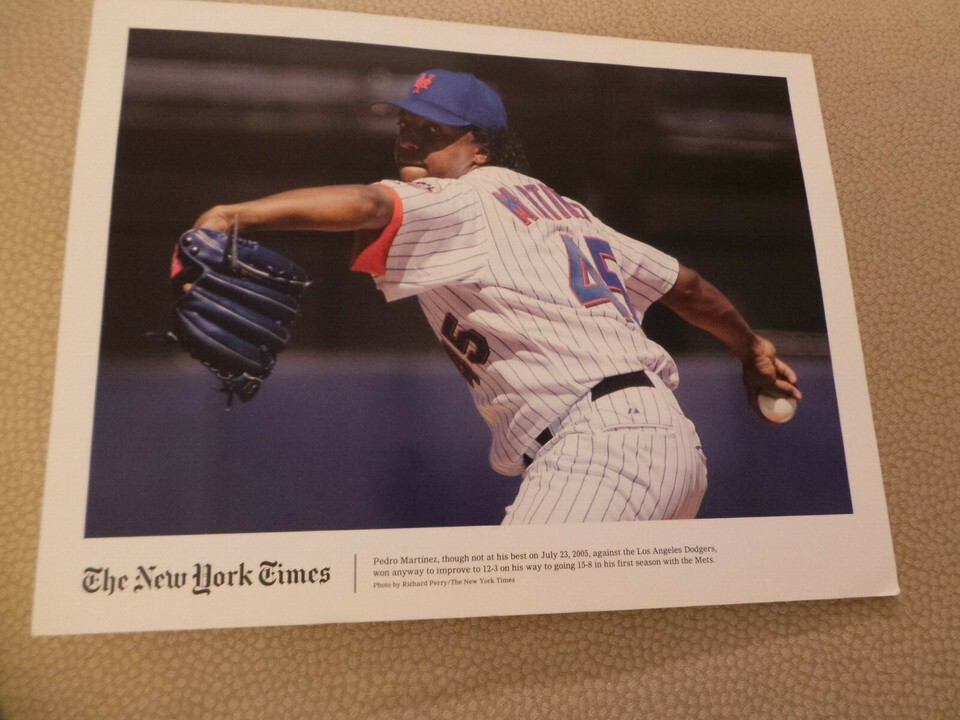 NY
MARTINEZ
45
45
The New York Times
Pedro Martínez, though not at his best on July 23, 2005, against the Los Angeles Dodgers,
won anyway to improve to 12-3 on his way to going 15-8 in his first season with the Mets.
Photo by Richard Perry/The New York Times